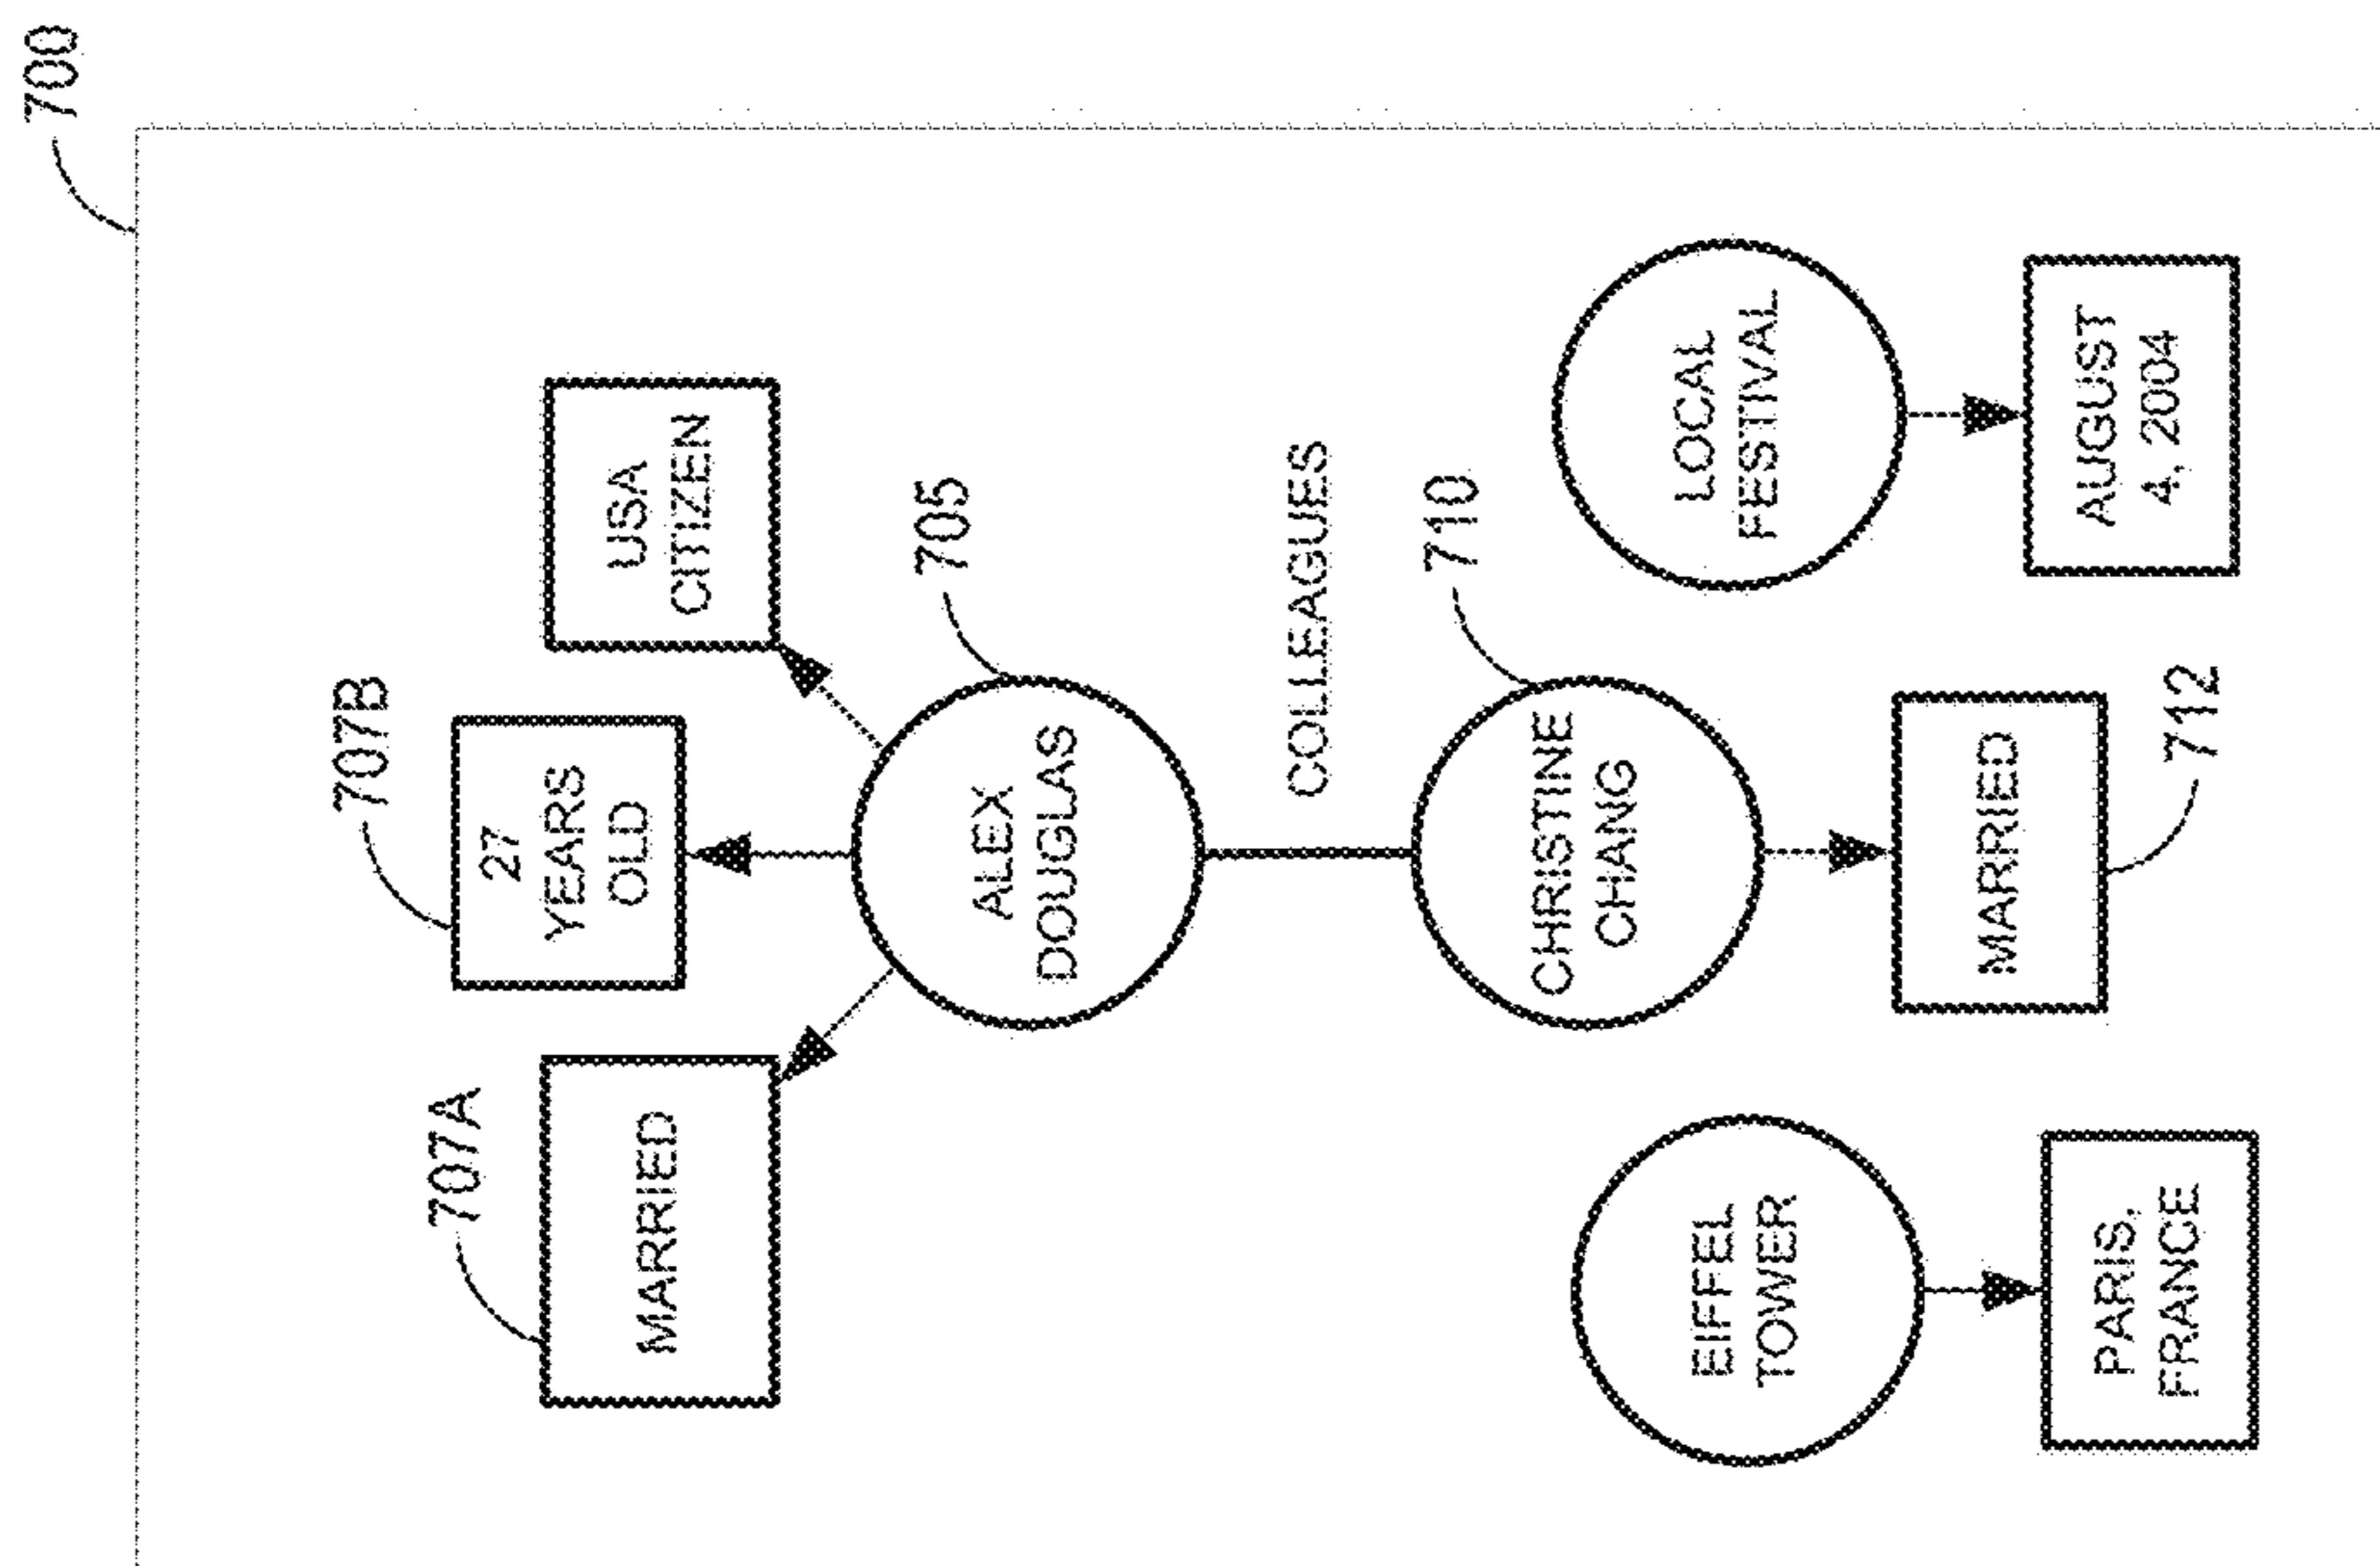 700
707A
MARRIED
707B
27
YEARS
OLD
USA
CITIZEN
ALEX
DOUGLAS
705
COLLEAGUES
CHRISTINE
CHANG
710
EIFFEL
TOWER
LOCAL
FESTIVAL
MARRIED
712
PARIS,
FRANCE
AUGUST
4, 2004